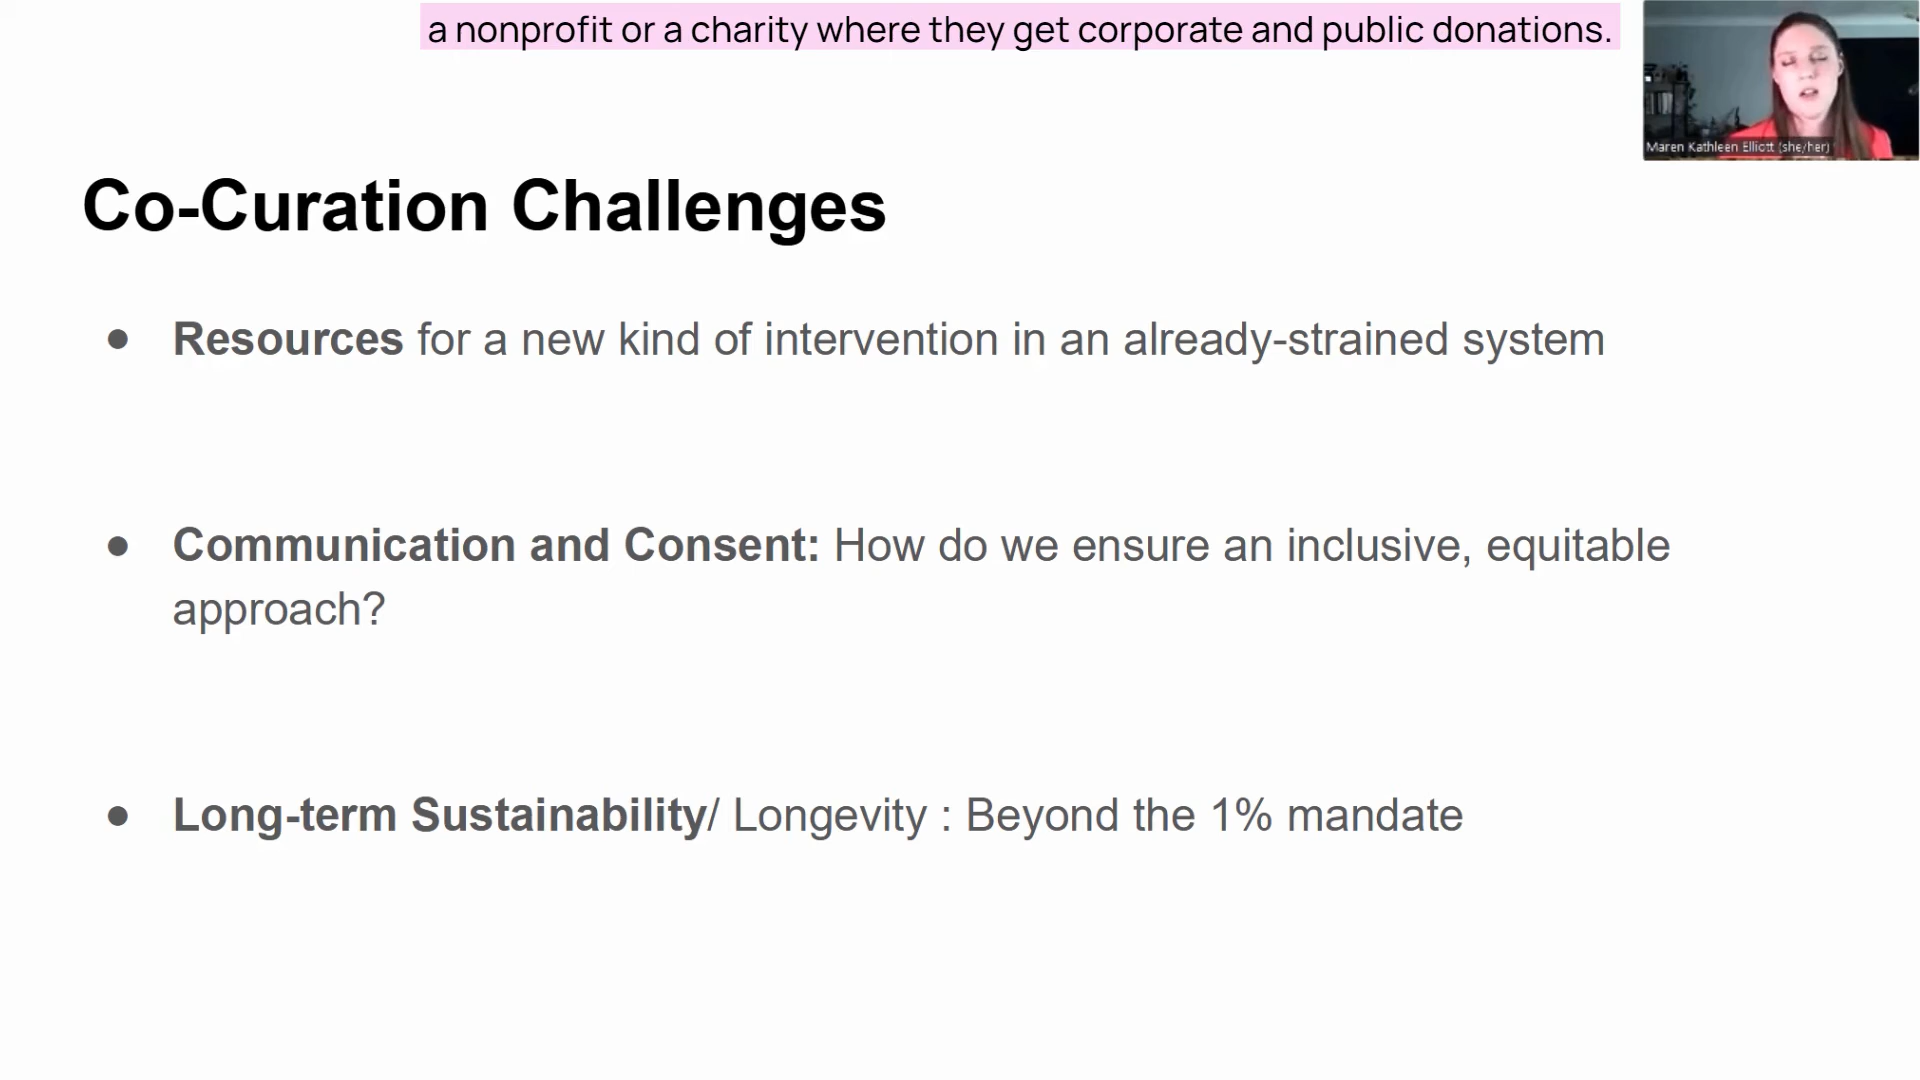 a nonprofit or a charity where they get corporate and public donations.
Maren Kathleen Elliott (she/her)
Co-Curation Challenges
● Resources for a new kind of intervention in an already-strained system
● Communication and Consent: How do we ensure an inclusive, equitable
approach?
● Long-term Sustainability/ Longevity : Beyond the 1% mandate